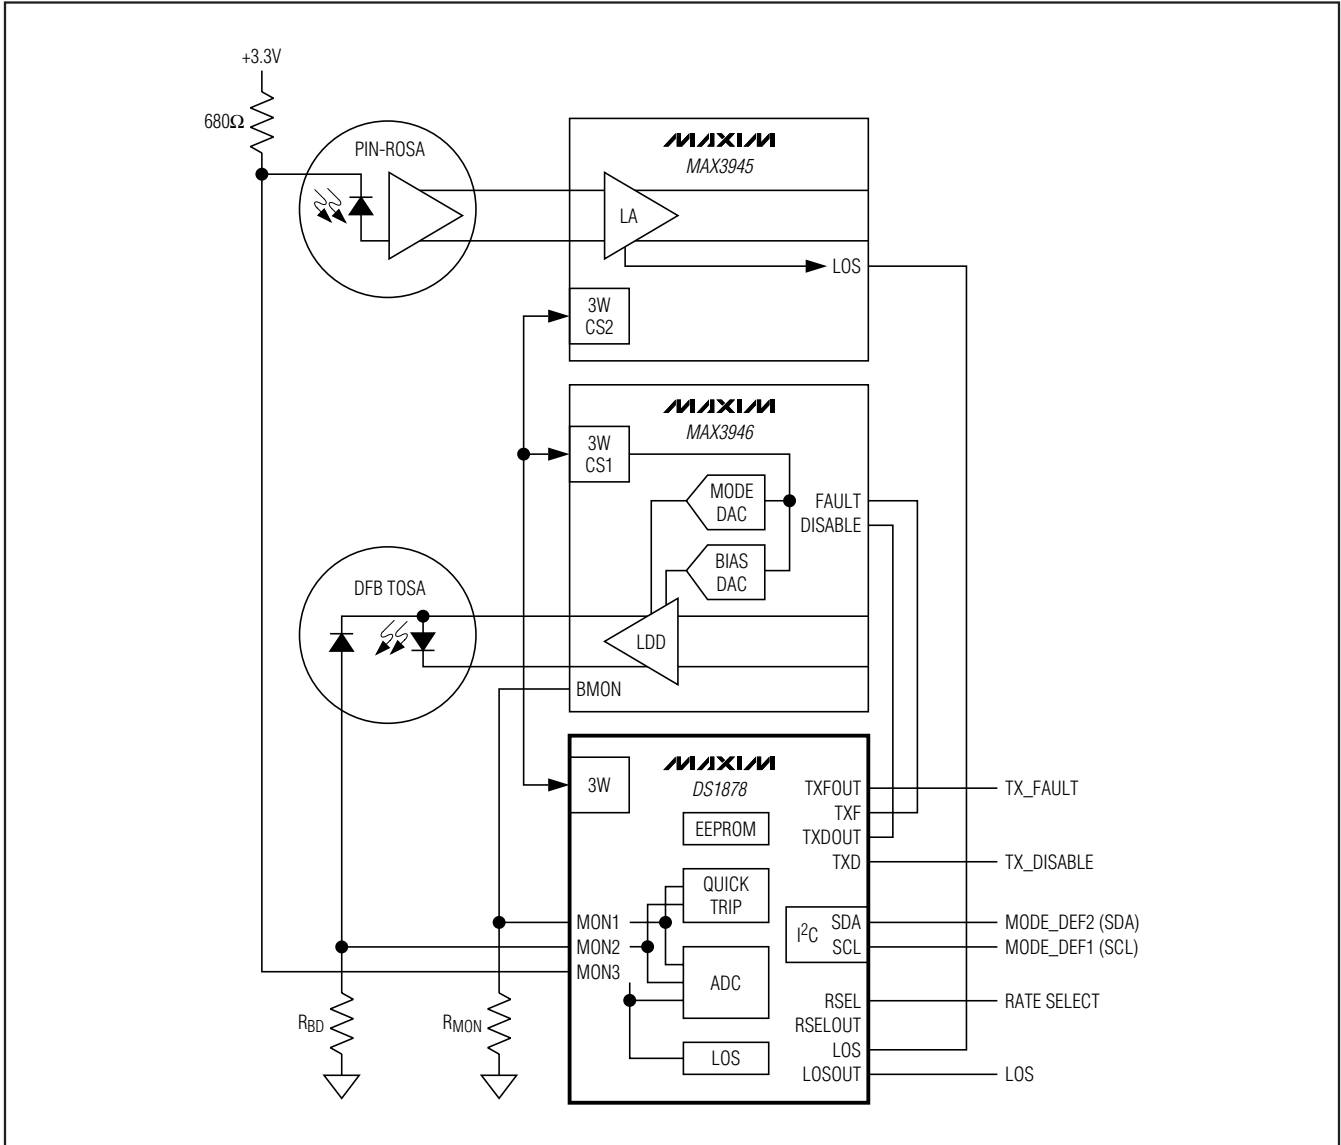 +3.3V
680Ω
PIN-ROSA
MAXIM
MAX3945
LA
LOS
3W
CS2
MAXIM
MAX3946
3W
CS1
MODE
DAC
FAULT
DISABLE
BIAS
DAC
DFB TOSA
LDD
BMON
MAXIM
DS1878
3W
EEPROM
QUICK
TRIP
MON1
MON2
MON3
ADC
LOS
TXFOUT
TXF
TXDOUT
TXD
I²C
SDA
SCL
RSEL
RSELOUT
LOS
LOSOUT
TX_FAULT
TX_DISABLE
MODE_DEF2 (SDA)
MODE_DEF1 (SCL)
RATE SELECT
LOS
RBD
RMON